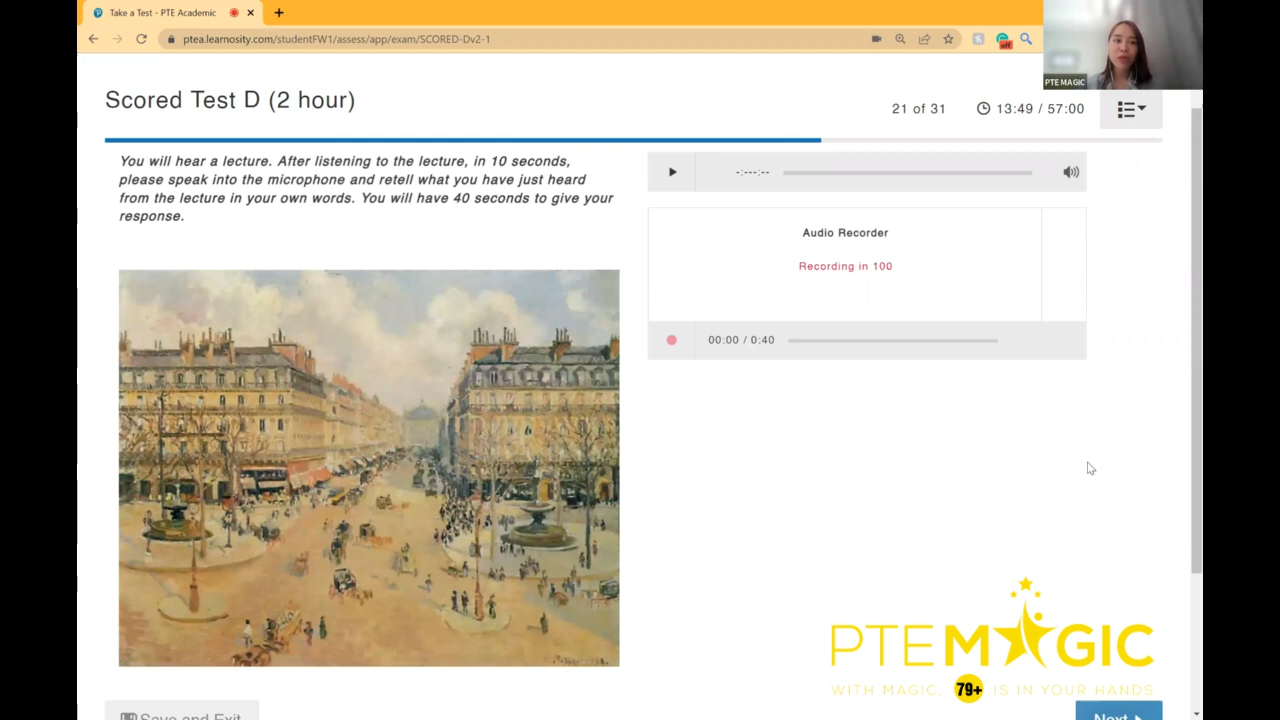 Take a Test - PTE Academic
ptea.learnosity.com/studentFW1/assess/app/exam/SCORED-Dv2-1
off
PTE MAGIC
Scored Test D (2 hour)
21 of 31
13:49 / 57:00
You will hear a lecture. After listening to the lecture, in 10 seconds,
please speak into the microphone and retell what you have just heard
from the lecture in your own words. You will have 40 seconds to give your
response.
-:--:--
Audio Recorder
Recording in 100
00:00 / 0:40
PTEMAGIC
WITH MAGIC, 79+ IS IN YOUR HANDS
Save and Exit
Next